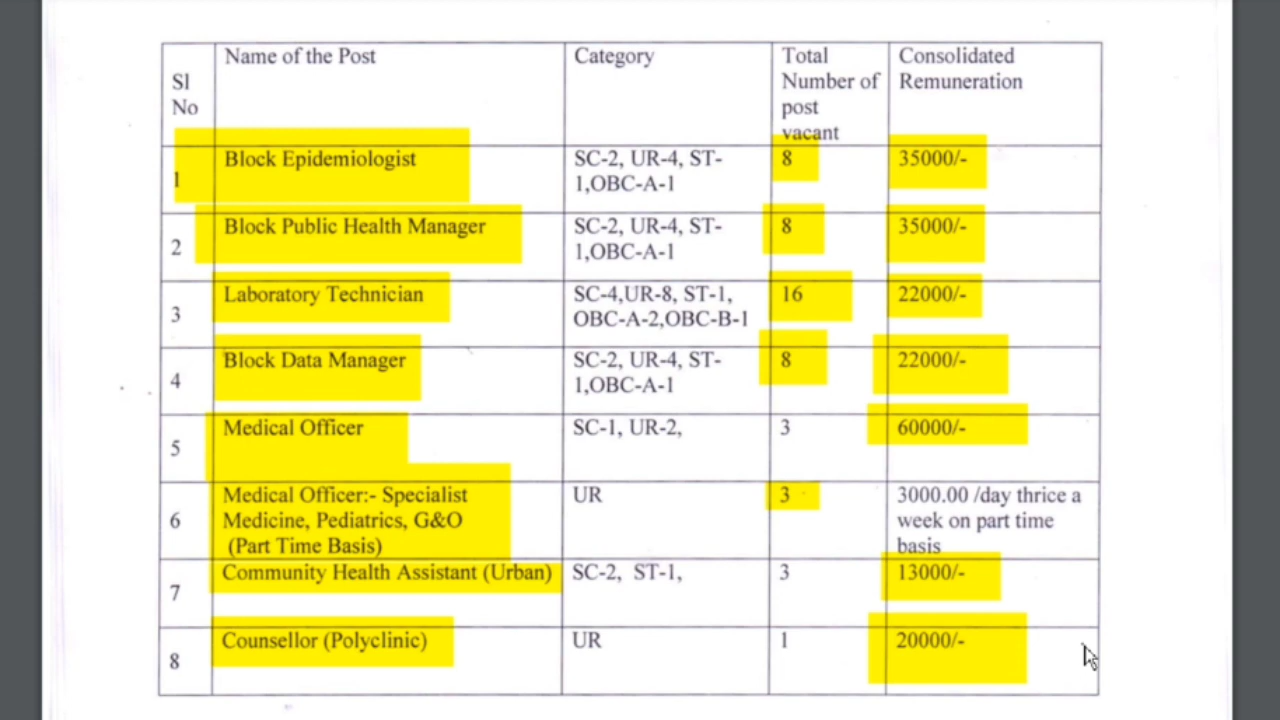 Sl
No
Name of the Post
Category
Total
Number of
post
vacant
Consolidated
Remuneration
1
Block Epidemiologist
SC-2, UR-4, ST-
1,OBC-A-1
8
35000/-
2
Block Public Health Manager
SC-2, UR-4, ST-
1,OBC-A-1
8
35000/-
3
Laboratory Technician
SC-4,UR-8, ST-1,
OBC-A-2,OBC-B-1
16
22000/-
4
Block Data Manager
SC-2, UR-4, ST-
1,OBC-A-1
8
22000/-
5
Medical Officer
SC-1, UR-2,
3
60000/-
6
Medical Officer:- Specialist
Medicine, Pediatrics, G&O
(Part Time Basis)
UR
3
3000.00 /day thrice a
week on part time
basis
7
Community Health Assistant (Urban)
SC-2, ST-1,
3
13000/-
8
Counsellor (Polyclinic)
UR
1
20000/-